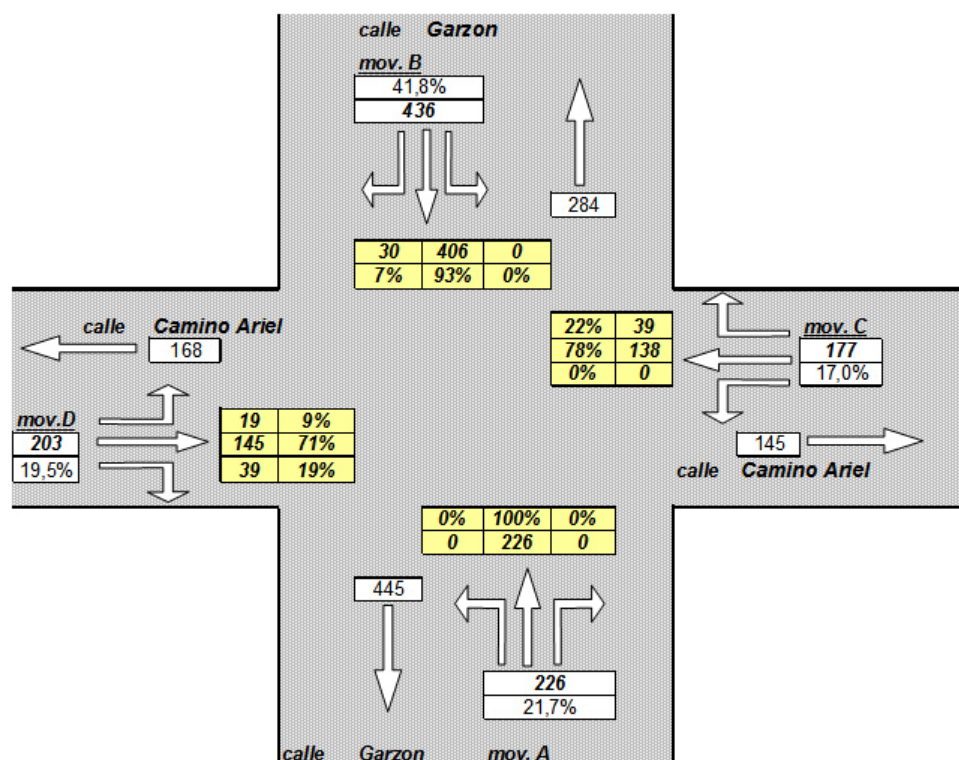 calle Garzon
mov. B
41,8%
436
284
30 406 0
7% 93% 0%
calle Camino Ariel
168
22% 39
78% 138
0% 0
mov. C
177
17,0%
mov.D
203
19,5%
19 9%
145 71%
39 19%
145
calle Camino Ariel
0% 100% 0%
0 226 0
445
226
21,7%
calle Garzon mov. A